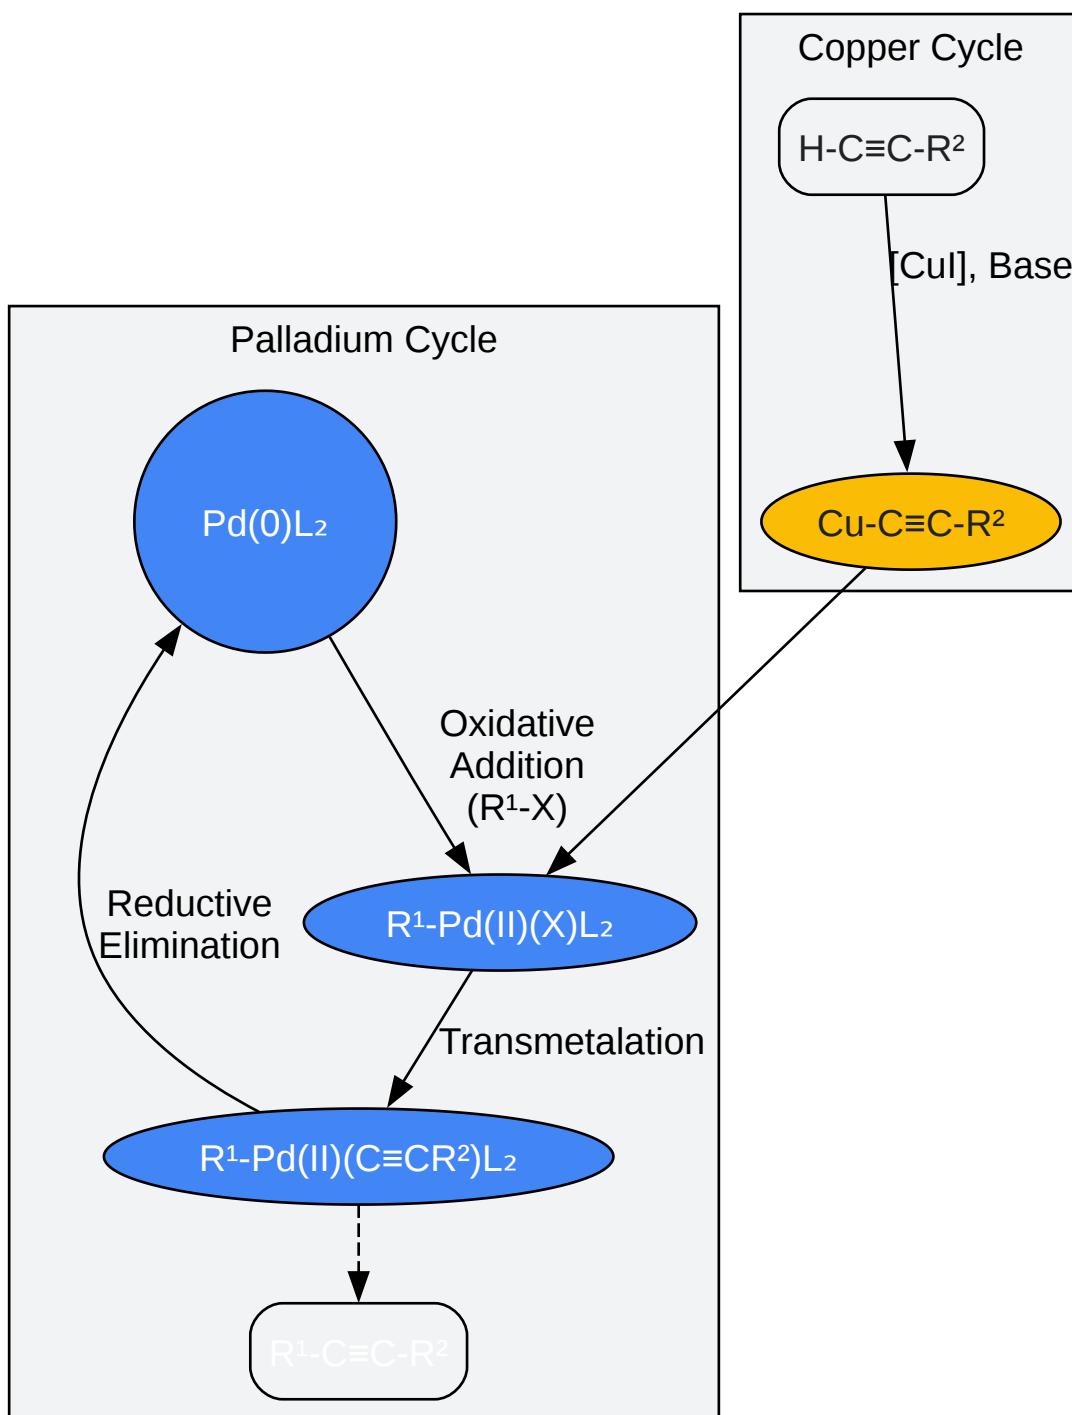 Copper Cycle
H-C≡C-R²
[CuI], Base
Palladium Cycle
Pd(0)L₂
Cu-C≡C-R²
Oxidative
Addition
(R¹-X)
Reductive
Elimination
R¹-Pd(II)(X)L₂
Transmetalation
R¹-Pd(II)(C≡CR²)L₂
R¹-C≡C-R²